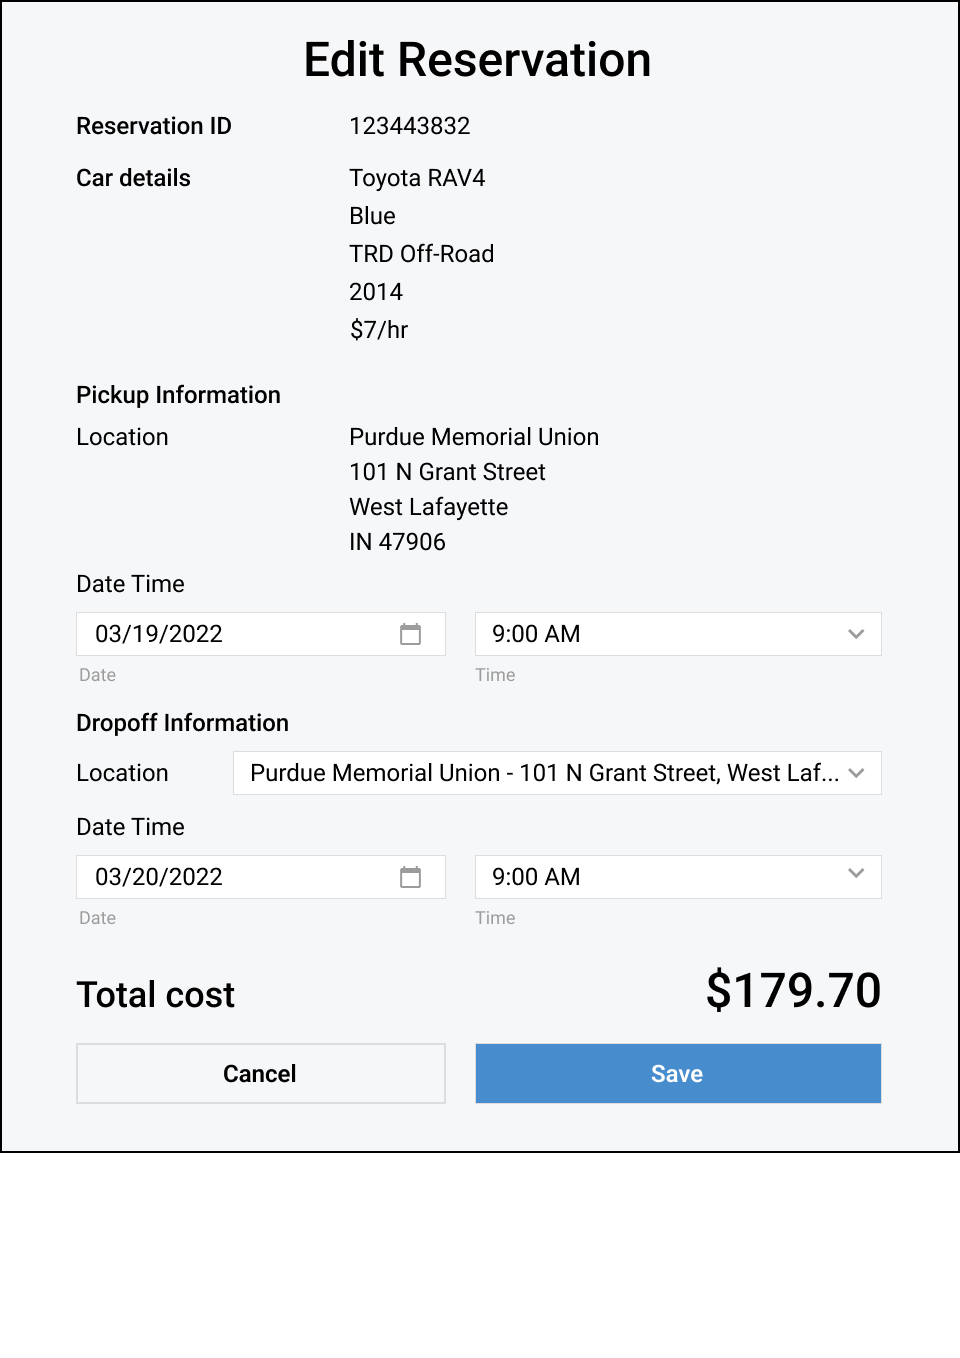 Edit Reservation
Reservation ID 123443832
Car details Toyota RAV4
Blue
TRD Off-Road
2014
$7/hr
Pickup Information
Location Purdue Memorial Union
101 N Grant Street
West Lafayette
IN 47906
Date Time
03/19/2022 9:00 AM
Date Time
Dropoff Information
Location Purdue Memorial Union - 101 N Grant Street, West Laf...
Date Time
03/20/2022 9:00 AM
Date Time
Total cost $179.70
Cancel Save